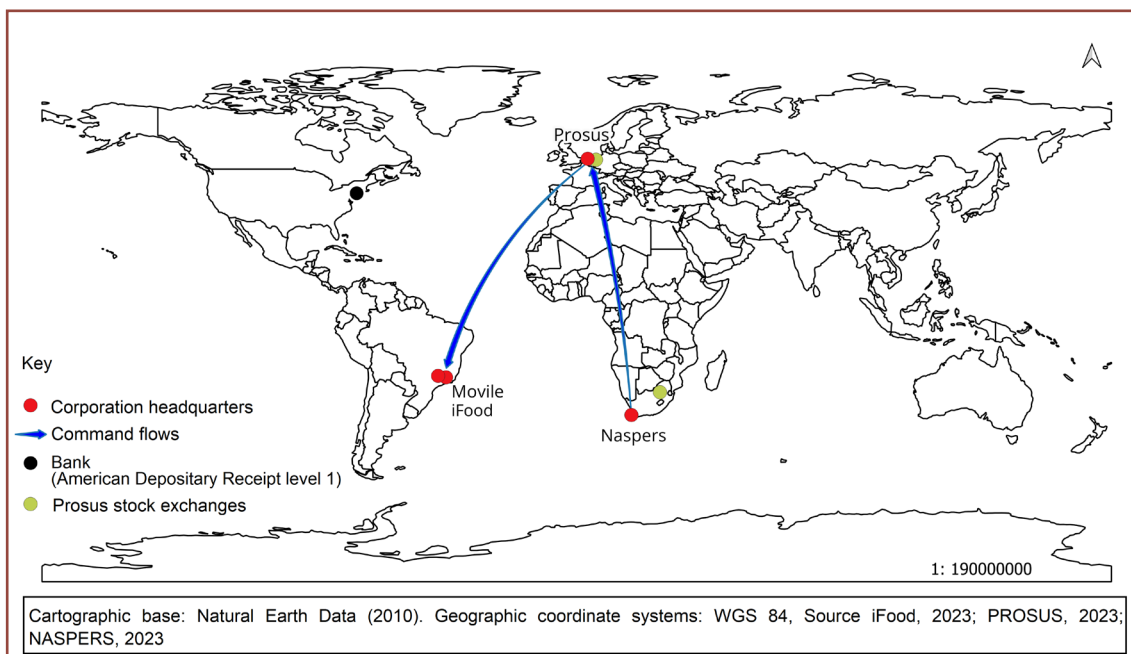 Prosus
Movile
iFood
Naspers
Key
Corporation headquarters
Command flows
Bank
(American Depositary Receipt level 1)
Prosus stock exchanges
1: 190000000
Cartographic base: Natural Earth Data (2010). Geographic coordinate systems: WGS 84, Source iFood, 2023; PROSUS, 2023;
NASPERS, 2023